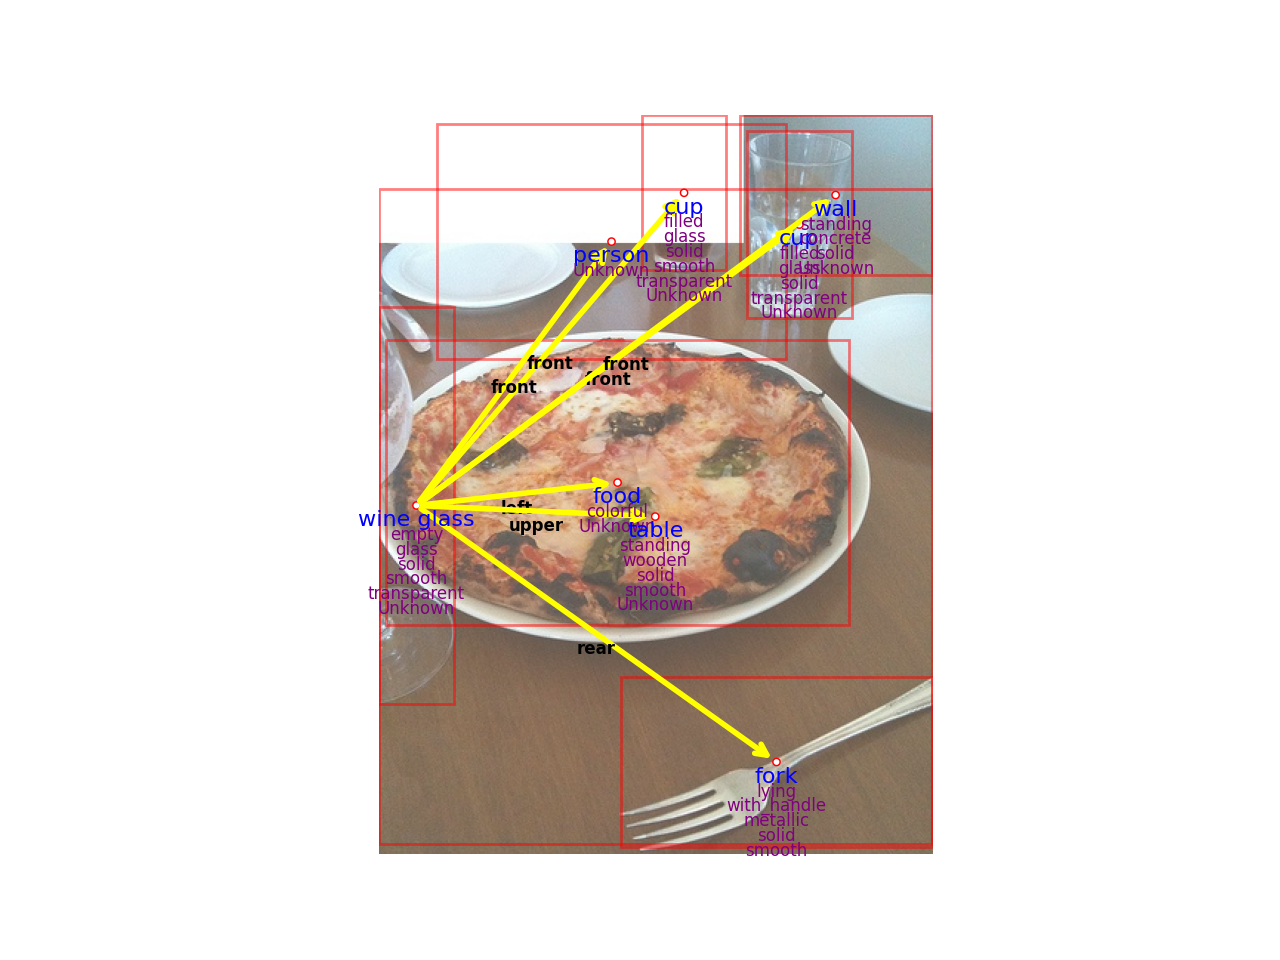 cup
filled
glass
solid
smooth
transparent
Unknown
wall
standing
concrete
solid
Unknown
cup
filled
glass
solid
transparent
Unknown
person
Unknown
front
front
front
front
food
colorful
Unknown
left
upper
wine glass
empty
glass
solid
smooth
transparent
Unknown
table
standing
wooden
solid
smooth
Unknown
rear
fork
lying
with_handle
metallic
solid
smooth